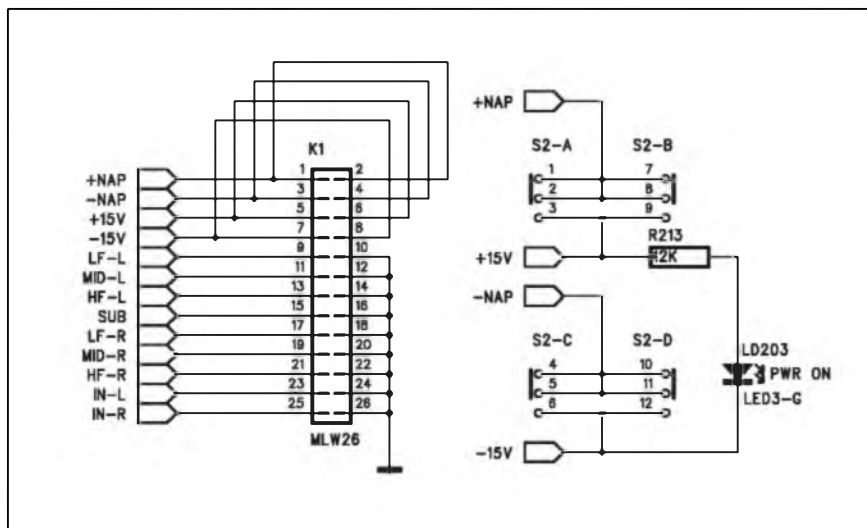 K1
+NAP 1 2
-NAP 3 4
+15V 5 6
-15V 7 8
LF-L 9 10
MID-L 11 12
HF-L 13 14
SUB 15 16
LF-R 17 18
MID-R 19 20
HF-R 21 22
IN-L 23 24
IN-R 25 26
MLW26
+NAP
S2-A S2-B
1 7
2 8
3 9
R213
+15V 2K
-NAP
S2-C S2-D
4 10
5 11
6 12
LD203
PWR ON
LED3-G
-15V